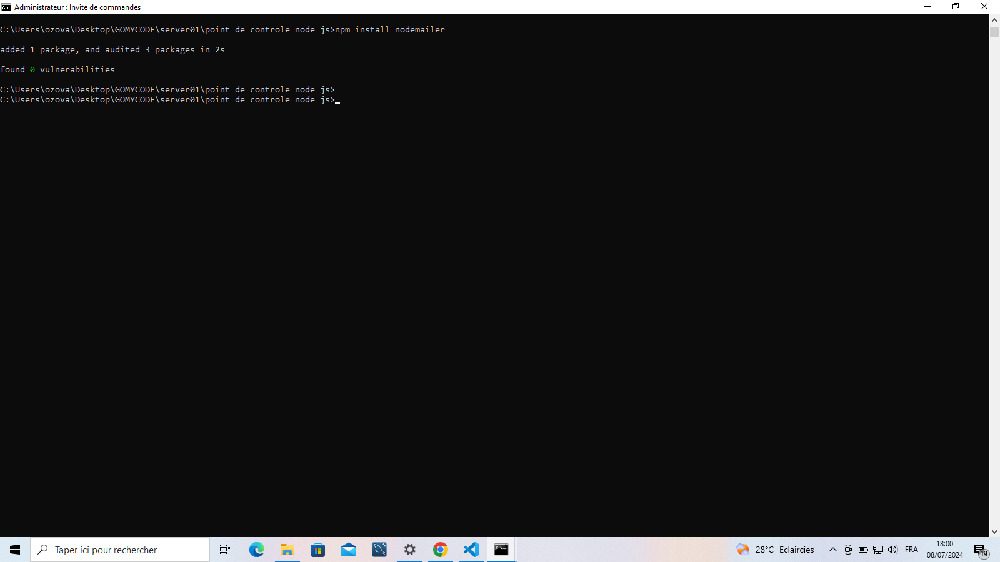 Administrateur : Invite de commandes
C:\Users\ozova\Desktop\GOMYCODE\server01\point de controle node js>npm install nodemailer
added 1 package, and audited 3 packages in 2s
found 0 vulnerabilities
C:\Users\ozova\Desktop\GOMYCODE\server01\point de controle node js>
C:\Users\ozova\Desktop\GOMYCODE\server01\point de controle node js>
Taper ici pour rechercher
28°C Eclaircies
FRA
18:00
08/07/2024
19